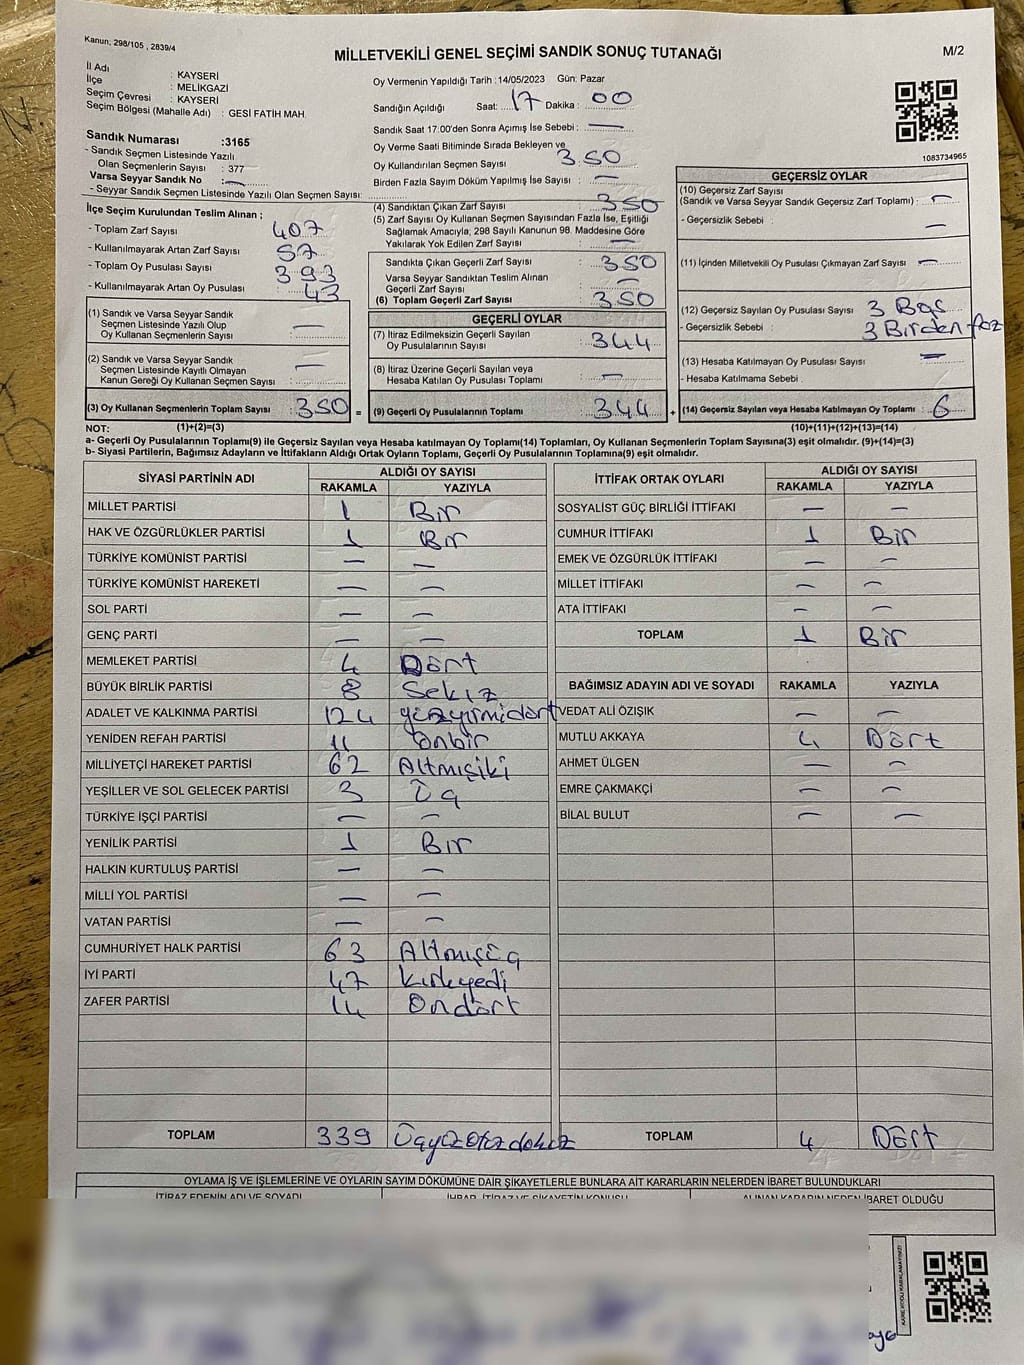 Kanun; 298/105 , 2839/4
MİLLETVEKİLİ GENEL SEÇİMİ SANDIK SONUÇ TUTANAĞI
M/2
İl Adı : KAYSERİ
İlçe : MELİKGAZİ
Seçim Çevresi : KAYSERİ
Seçim Bölgesi (Mahalle Adı) : GESİ FATİH MAH.
Sandık Numarası :3165
- Sandık Seçmen Listesinde Yazılı
Olan Seçmenlerin Sayısı : 377
Varsa Seyyar Sandık No : —
- Seyyar Sandık Seçmen Listesinde Yazılı Olan Seçmen Sayısı:
İlçe Seçim Kurulundan Teslim Alınan ;
- Toplam Zarf Sayısı 407
- Kullanılmayarak Artan Zarf Sayısı 57
- Toplam Oy Pusulası Sayısı 393
- Kullanılmayarak Artan Oy Pusulası 43
(1) Sandık ve Varsa Seyyar Sandık
Seçmen Listesinde Yazılı Olup
Oy Kullanan Seçmenlerin Sayısı : —
(2) Sandık ve Varsa Seyyar Sandık
Seçmen Listesinde Kayıtlı Olmayan
Kanun Gereği Oy Kullanan Seçmen Sayısı : —
(3) Oy Kullanan Seçmenlerin Toplam Sayısı : 350 =
Oy Vermenin Yapıldığı Tarih :14/05/2023 Gün: Pazar
Sandığın Açıldığı Saat: 17 Dakika : 00
Sandık Saat 17:00'den Sonra Açımış İse Sebebi : —
Oy Verme Saati Bitiminde Sırada Bekleyen ve
Oy Kullandırılan Seçmen Sayısı : 350
Birden Fazla Sayım Döküm Yapılmış İse Sayısı : —
(4) Sandıktan Çıkan Zarf Sayısı : 350
(5) Zarf Sayısı Oy Kullanan Seçmen Sayısından Fazla İse, Eşitliği
Sağlamak Amacıyla; 298 Sayılı Kanunun 98. Maddesine Göre
Yakılarak Yok Edilen Zarf Sayısı : —
Sandıkta Çıkan Geçerli Zarf Sayısı : 350
Varsa Seyyar Sandıktan Teslim Alınan
Geçerli Zarf Sayısı : —
(6) Toplam Geçerli Zarf Sayısı : 350
GEÇERLİ OYLAR
(7) İtiraz Edilmeksizin Geçerli Sayılan
Oy Pusulalarının Sayısı : 344
(8) İtiraz Üzerine Geçerli Sayılan veya
Hesaba Katılan Oy Pusulası Toplamı : —
(9) Geçerli Oy Pusulalarının Toplamı : 344 +
1083734965
GEÇERSİZ OYLAR
(10) Geçersiz Zarf Sayısı
(Sandık ve Varsa Seyyar Sandık Geçersiz Zarf Toplamı) : —
- Geçersizlik Sebebi : —
(11) İçinden Milletvekili Oy Pusulası Çıkmayan Zarf Sayısı : —
(12) Geçersiz Sayılan Oy Pusulası Sayısı : 3 Boş
- Geçersizlik Sebebi : 3 Birden faz
(13) Hesaba Katılmayan Oy Pusulası Sayısı : —
- Hesaba Katılmama Sebebi
(14) Geçersiz Sayılan veya Hesaba Katılmayan Oy Toplamı : 6
NOT: (1)+(2)=(3) (10)+(11)+(12)+(13)=(14)
a- Geçerli Oy Pusulalarının Toplamı(9) ile Geçersiz Sayılan veya Hesaba katılmayan Oy Toplamı(14) Toplamları, Oy Kullanan Seçmenlerin Toplam Sayısına(3) eşit olmalıdır. (9)+(14)=(3)
b- Siyasi Partilerin, Bağımsız Adayların ve İttifakların Aldığı Ortak Oyların Toplamı, Geçerli Oy Pusulalarının Toplamına(9) eşit olmalıdır.
SİYASİ PARTİNİN ADI ALDIĞI OY SAYISI
RAKAMLA YAZIYLA
MİLLET PARTİSİ 1 Bir
HAK VE ÖZGÜRLÜKLER PARTİSİ 1 Bir
TÜRKİYE KOMÜNİST PARTİSİ — —
TÜRKİYE KOMÜNİST HAREKETİ — —
SOL PARTİ — —
GENÇ PARTİ — —
MEMLEKET PARTİSİ 4 Dört
BÜYÜK BİRLİK PARTİSİ 8 Sekiz
ADALET VE KALKINMA PARTİSİ 124 yüzyirmidört
YENİDEN REFAH PARTİSİ 11 Onbir
MİLLİYETÇİ HAREKET PARTİSİ 62 Altmışiki
YEŞİLLER VE SOL GELECEK PARTİSİ 3 Üç
TÜRKİYE İŞÇİ PARTİSİ — —
YENİLİK PARTİSİ 1 Bir
HALKIN KURTULUŞ PARTİSİ — —
MİLLİ YOL PARTİSİ — —
VATAN PARTİSİ — —
CUMHURİYET HALK PARTİSİ 63 Altmışüç
İYİ PARTİ 47 Kırkyedi
ZAFER PARTİSİ 14 Ondört
TOPLAM 339 Üçyüzotuzdokuz
İTTİFAK ORTAK OYLARI ALDIĞI OY SAYISI
RAKAMLA YAZIYLA
SOSYALİST GÜÇ BİRLİĞİ İTTİFAKI — —
CUMHUR İTTİFAKI 1 Bir
EMEK VE ÖZGÜRLÜK İTTİFAKI — —
MİLLET İTTİFAKI — —
ATA İTTİFAKI — —
TOPLAM 1 Bir
BAĞIMSIZ ADAYIN ADI VE SOYADI RAKAMLA YAZIYLA
VEDAT ALİ ÖZIŞIK — —
MUTLU AKKAYA 4 Dört
AHMET ÜLGEN — —
EMRE ÇAKMAKÇİ — —
BİLAL BULUT — —
TOPLAM 4 Dört
OYLAMA İŞ VE İŞLEMLERİNE VE OYLARIN SAYIM DÖKÜMÜNE DAİR ŞİKAYETLERLE BUNLARA AİT KARARLARIN NELERDEN İBARET BULUNDUKLARI
İTİRAZ EDENİN ADI VE SOYADI İHBAR, İTİRAZ VE ŞİKAYETİN KONUSU ALINAN KARARIN NEDEN İBARET OLDUĞU